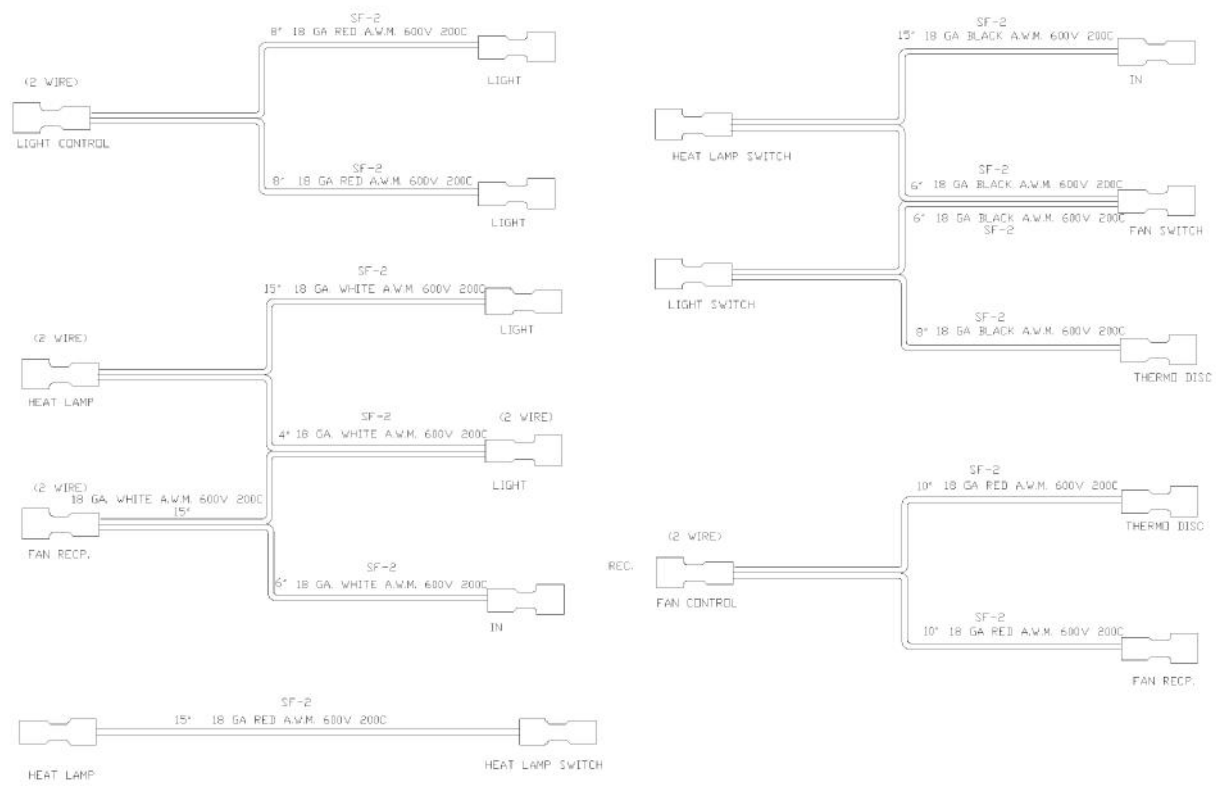 SF-2
8" 18 GA RED A.W.M. 600V 200C
LIGHT
(2 WIRE)
LIGHT CONTROL
SF-2
8" 18 GA RED A.W.M. 600V 200C
LIGHT
SF-2
15" 18 GA. WHITE A.W.M. 600V 200C
LIGHT
(2 WIRE)
HEAT LAMP
SF-2
(2 WIRE)
4" 18 GA. WHITE A.W.M. 600V 200C
LIGHT
(2 WIRE)
18 GA. WHITE A.W.M. 600V 200C
15"
FAN RECP.
SF-2
6" 18 GA. WHITE A.W.M. 600V 200C
IN
SF-2
15" 18 GA RED A.W.M. 600V 200C
HEAT LAMP
HEAT LAMP SWITCH
SF-2
15" 18 GA BLACK A.W.M. 600V 200C
IN
HEAT LAMP SWITCH
SF-2
6" 18 GA BLACK A.W.M. 600V 200C
6" 18 GA BLACK A.W.M. 600V 200C
SF-2
FAN SWITCH
LIGHT SWITCH
SF-2
8" 18 GA BLACK A.W.M. 600V 200C
THERMO DISC
SF-2
10" 18 GA RED A.W.M. 600V 200C
THERMO DISC
(2 WIRE)
REC.
FAN CONTROL
SF-2
10" 18 GA RED A.W.M. 600V 200C
FAN RECP.